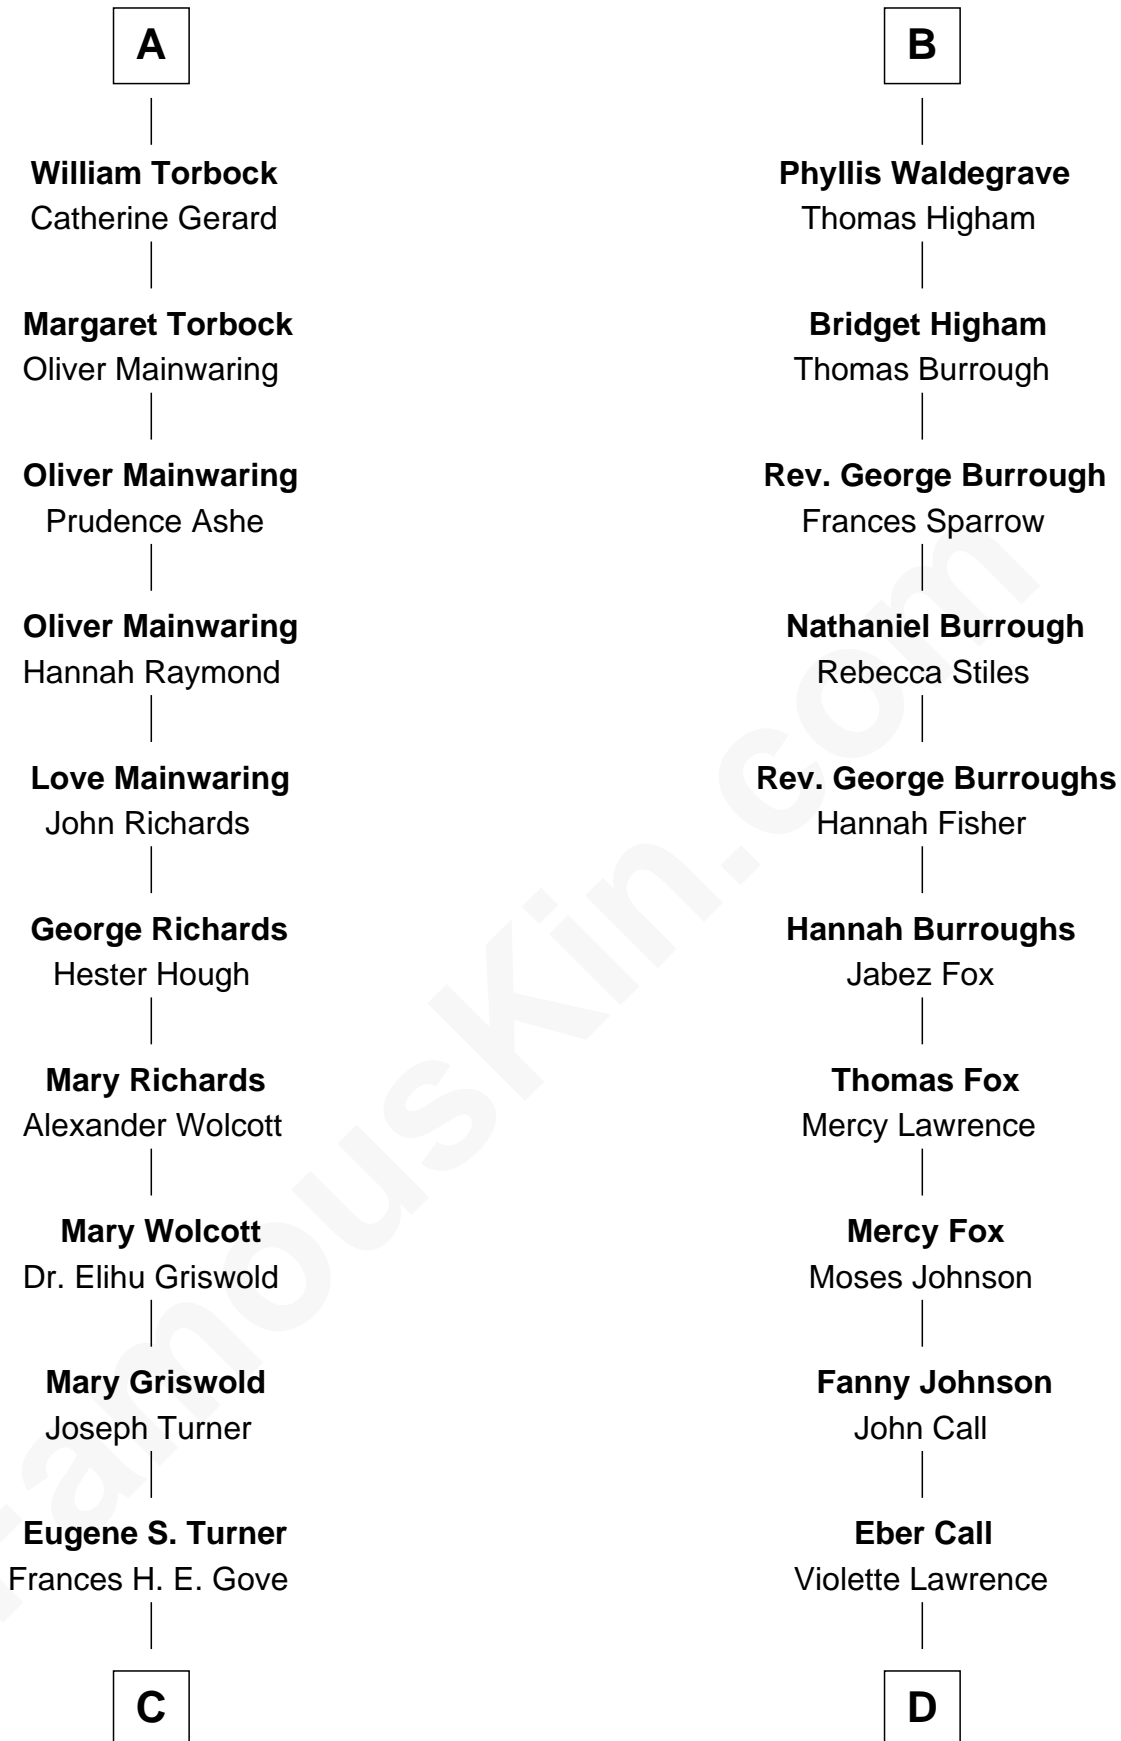 A
William Torbock
Catherine Gerard
Margaret Torbock
Oliver Mainwaring
Oliver Mainwaring
Prudence Ashe
Oliver Mainwaring
Hannah Raymond
Love Mainwaring
John Richards
George Richards
Hester Hough
Mary Richards
Alexander Wolcott
Mary Wolcott
Dr. Elihu Griswold
Mary Griswold
Joseph Turner
Eugene S. Turner
Frances H. E. Gove
C
B
Phyllis Waldegrave
Thomas Higham
Bridget Higham
Thomas Burrough
Rev. George Burrough
Frances Sparrow
Nathaniel Burrough
Rebecca Stiles
Rev. George Burroughs
Hannah Fisher
Hannah Burroughs
Jabez Fox
Thomas Fox
Mercy Lawrence
Mercy Fox
Moses Johnson
Fanny Johnson
John Call
Eber Call
Violette Lawrence
D
FamousKin.com